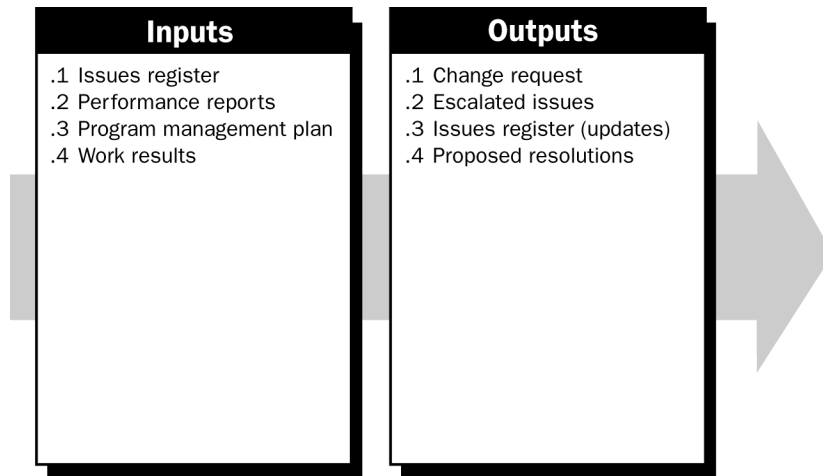 Inputs
.1 Issues register
.2 Performance reports
.3 Program management plan
.4 Work results
Outputs
.1 Change request
.2 Escalated issues
.3 Issues register (updates)
.4 Proposed resolutions